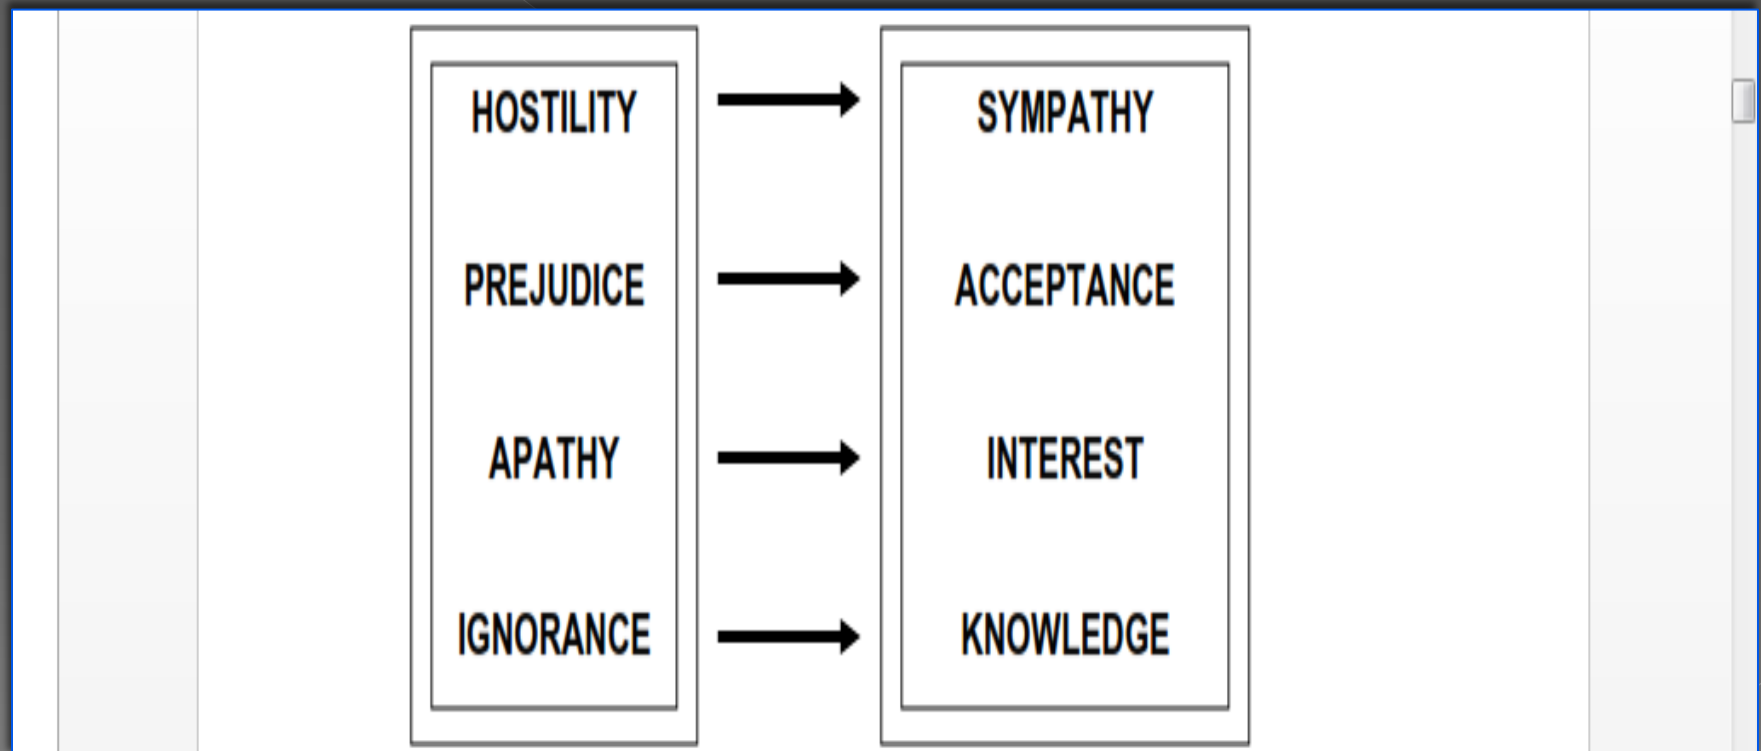 HOSTILITY SYMPATHY
PREJUDICE ACCEPTANCE
APATHY INTEREST
IGNORANCE KNOWLEDGE